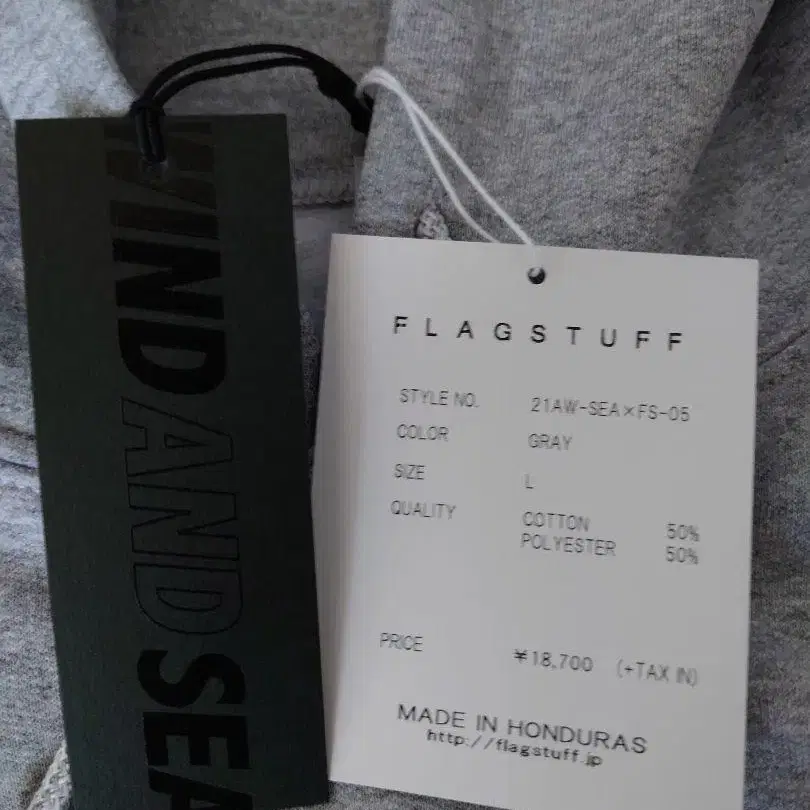 WIND AND SEA
FLAGSTUFF
STYLE NO. 21AW-SEA×FS-05
COLOR GRAY
SIZE L
QUALITY COTTON 50%
POLYESTER 50%
PRICE ¥18,700 (+TAX IN)
MADE IN HONDURAS
http://flagstuff.jp